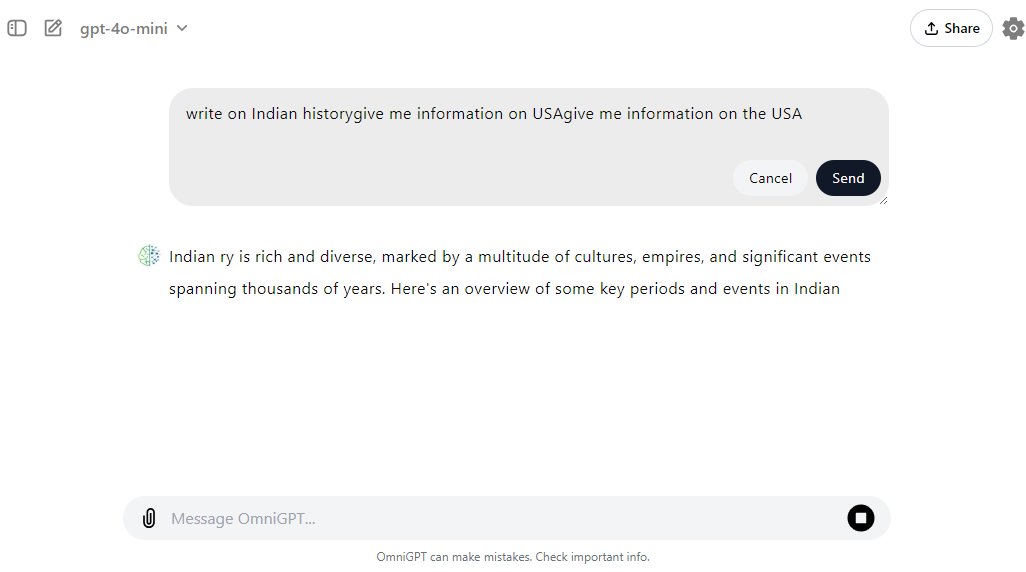 gpt-4o-mini
Share
write on Indian historygive me information on USAgive me information on the USA
Cancel
Send
Indian ry is rich and diverse, marked by a multitude of cultures, empires, and significant events
spanning thousands of years. Here's an overview of some key periods and events in Indian
Message OmniGPT...
OmniGPT can make mistakes. Check important info.